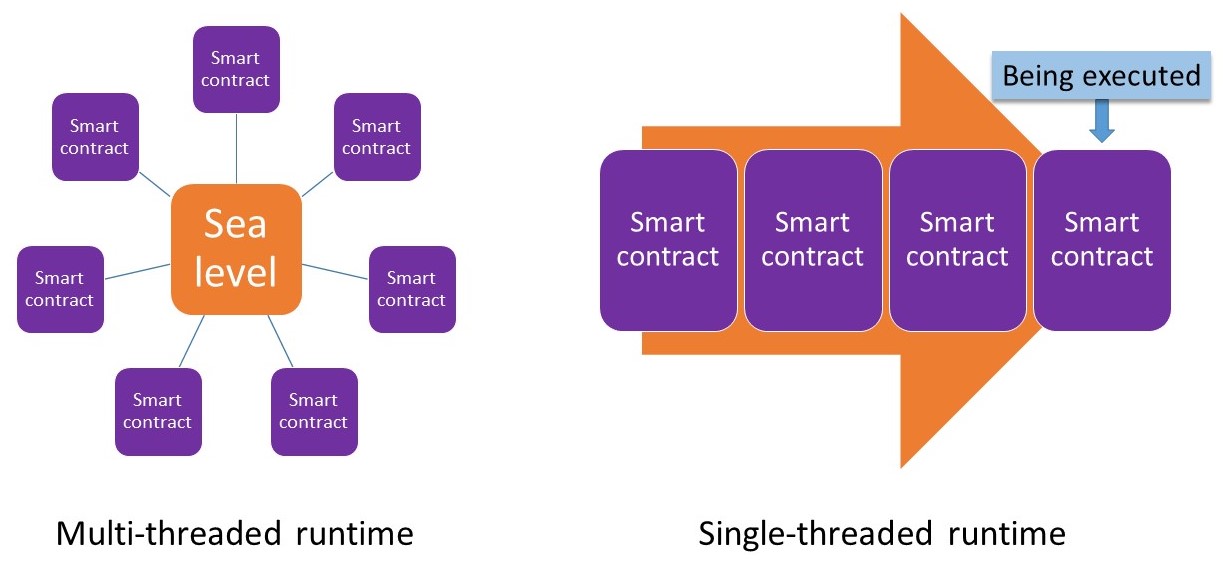 Smart
contract
Smart
contract
Smart
contract
Sea
level
Smart
contract
Smart
contract
Smart
contract
Smart
contract
Multi-threaded runtime
Being executed
Smart
contract
Smart
contract
Smart
contract
Smart
contract
Single-threaded runtime